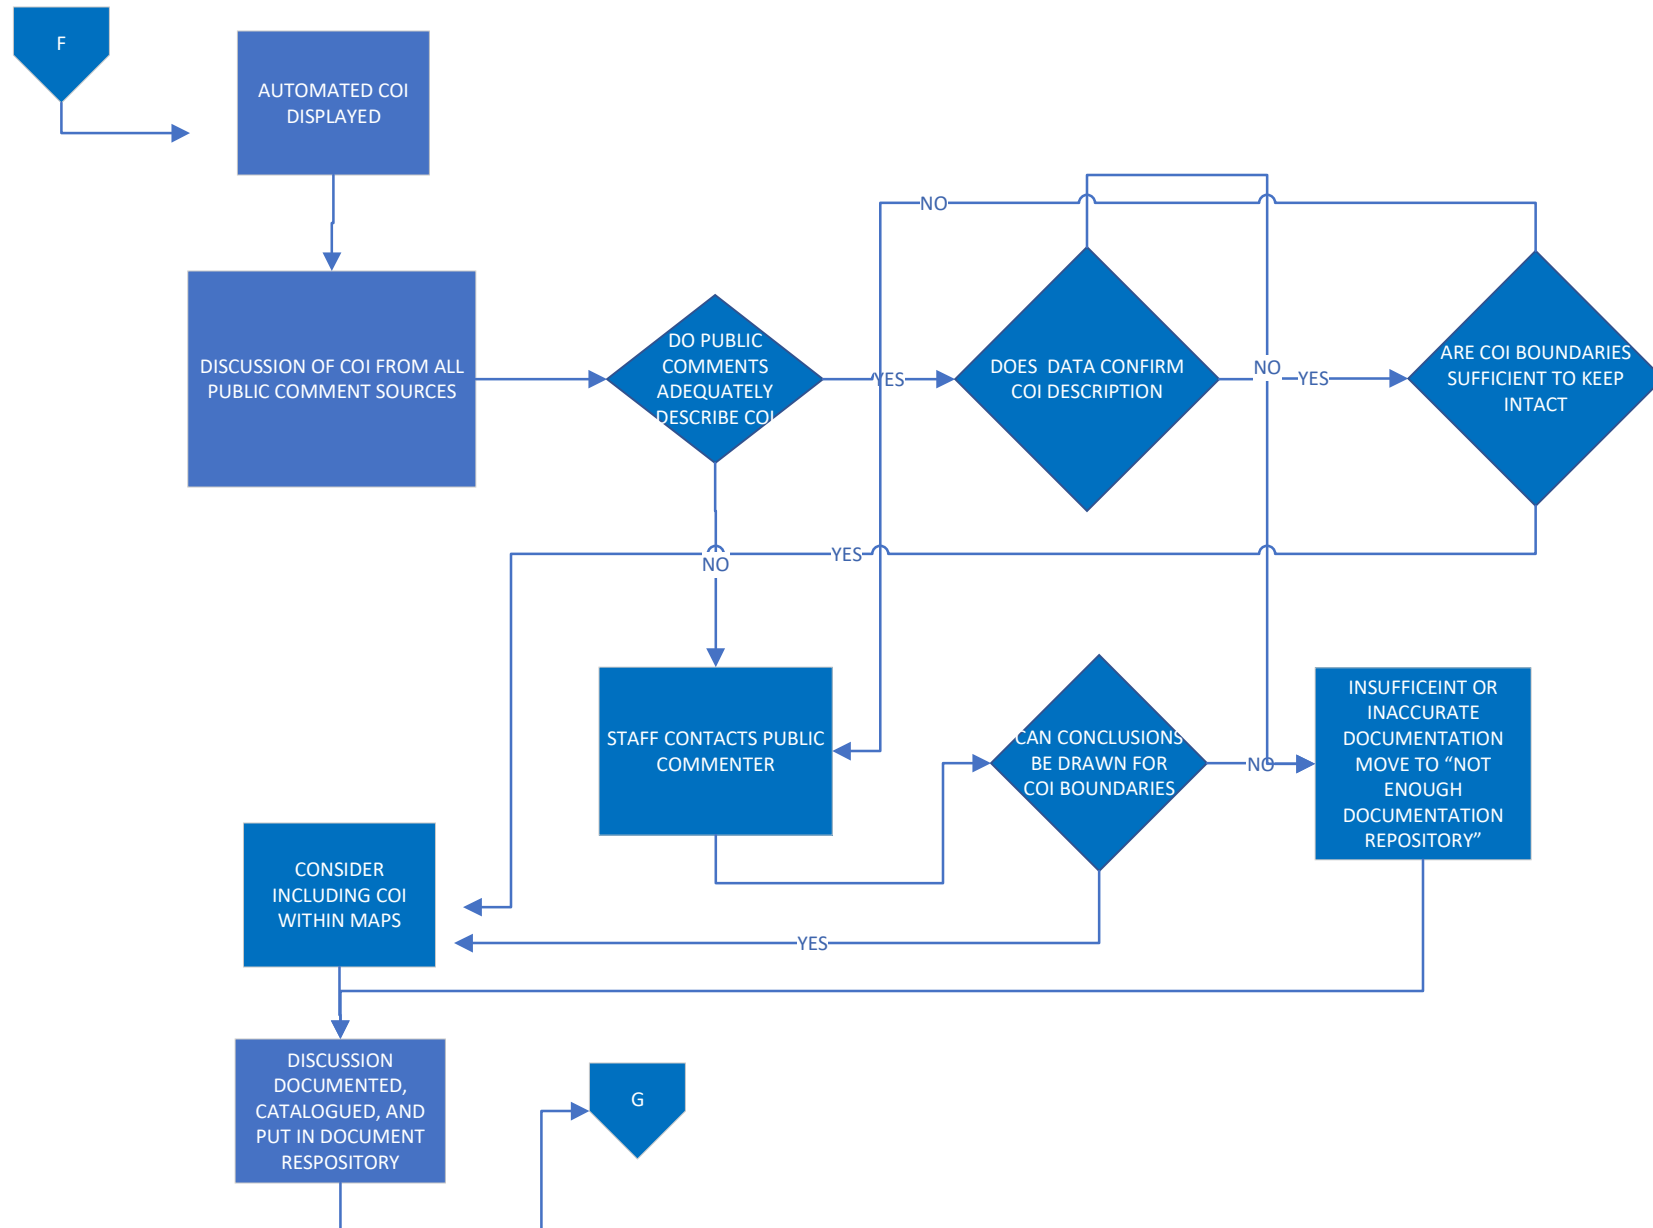 F
AUTOMATED COI
DISPLAYED
NO
DISCUSSION OF COI FROM ALL
PUBLIC COMMENT SOURCES
DO PUBLIC
COMMENTS
ADEQUATELY
DESCRIBE COI
YES
DOES DATA CONFIRM
COI DESCRIPTION
NO
YES
ARE COI BOUNDARIES
SUFFICIENT TO KEEP
INTACT
NO
YES
STAFF CONTACTS PUBLIC
COMMENTER
CAN CONCLUSIONS
BE DRAWN FOR
COI BOUNDARIES
NO
INSUFFICEINT OR
INACCURATE
DOCUMENTATION
MOVE TO “NOT
ENOUGH
DOCUMENTATION
REPOSITORY”
CONSIDER
INCLUDING COI
WITHIN MAPS
YES
DISCUSSION
DOCUMENTED,
CATALOGUED, AND
PUT IN DOCUMENT
RESPOSITORY
G